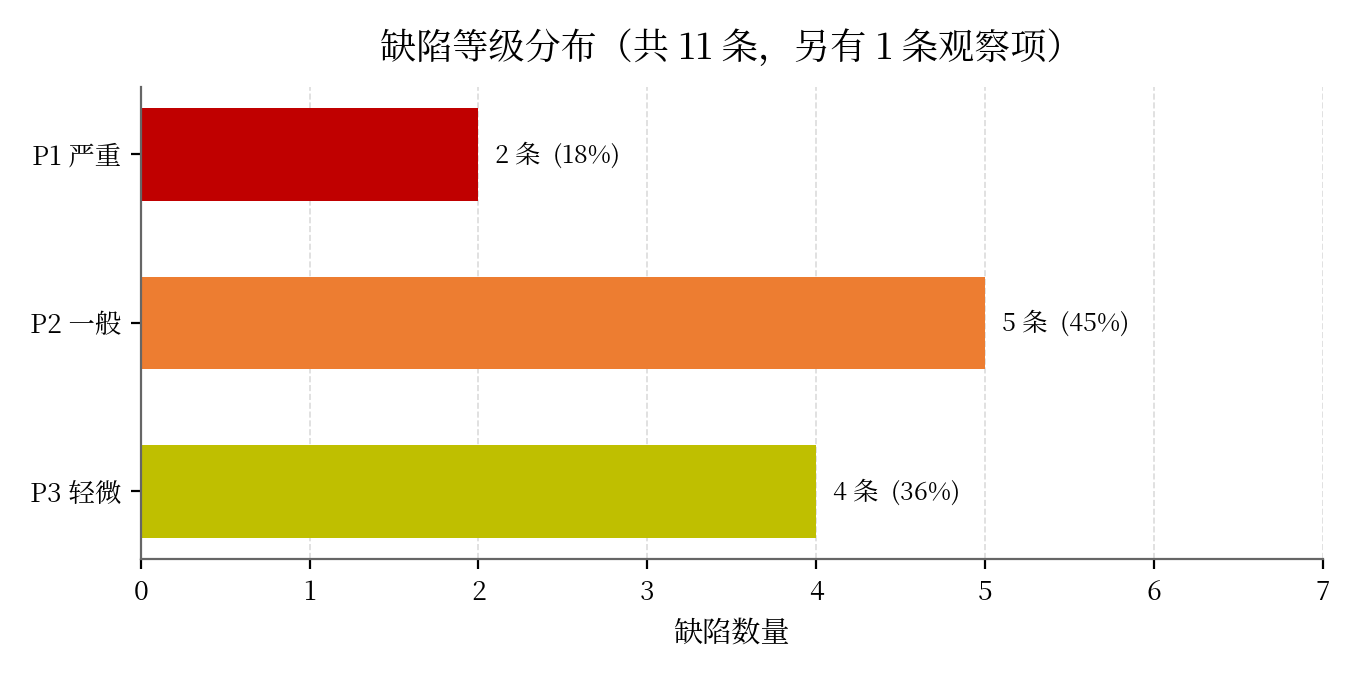 缺陷等级分布（共 11 条，另有 1 条观察项）
P1 严重
2 条 (18%)
P2 一般
5 条 (45%)
P3 轻微
4 条 (36%)
0 1 2 3 4 5 6 7
缺陷数量